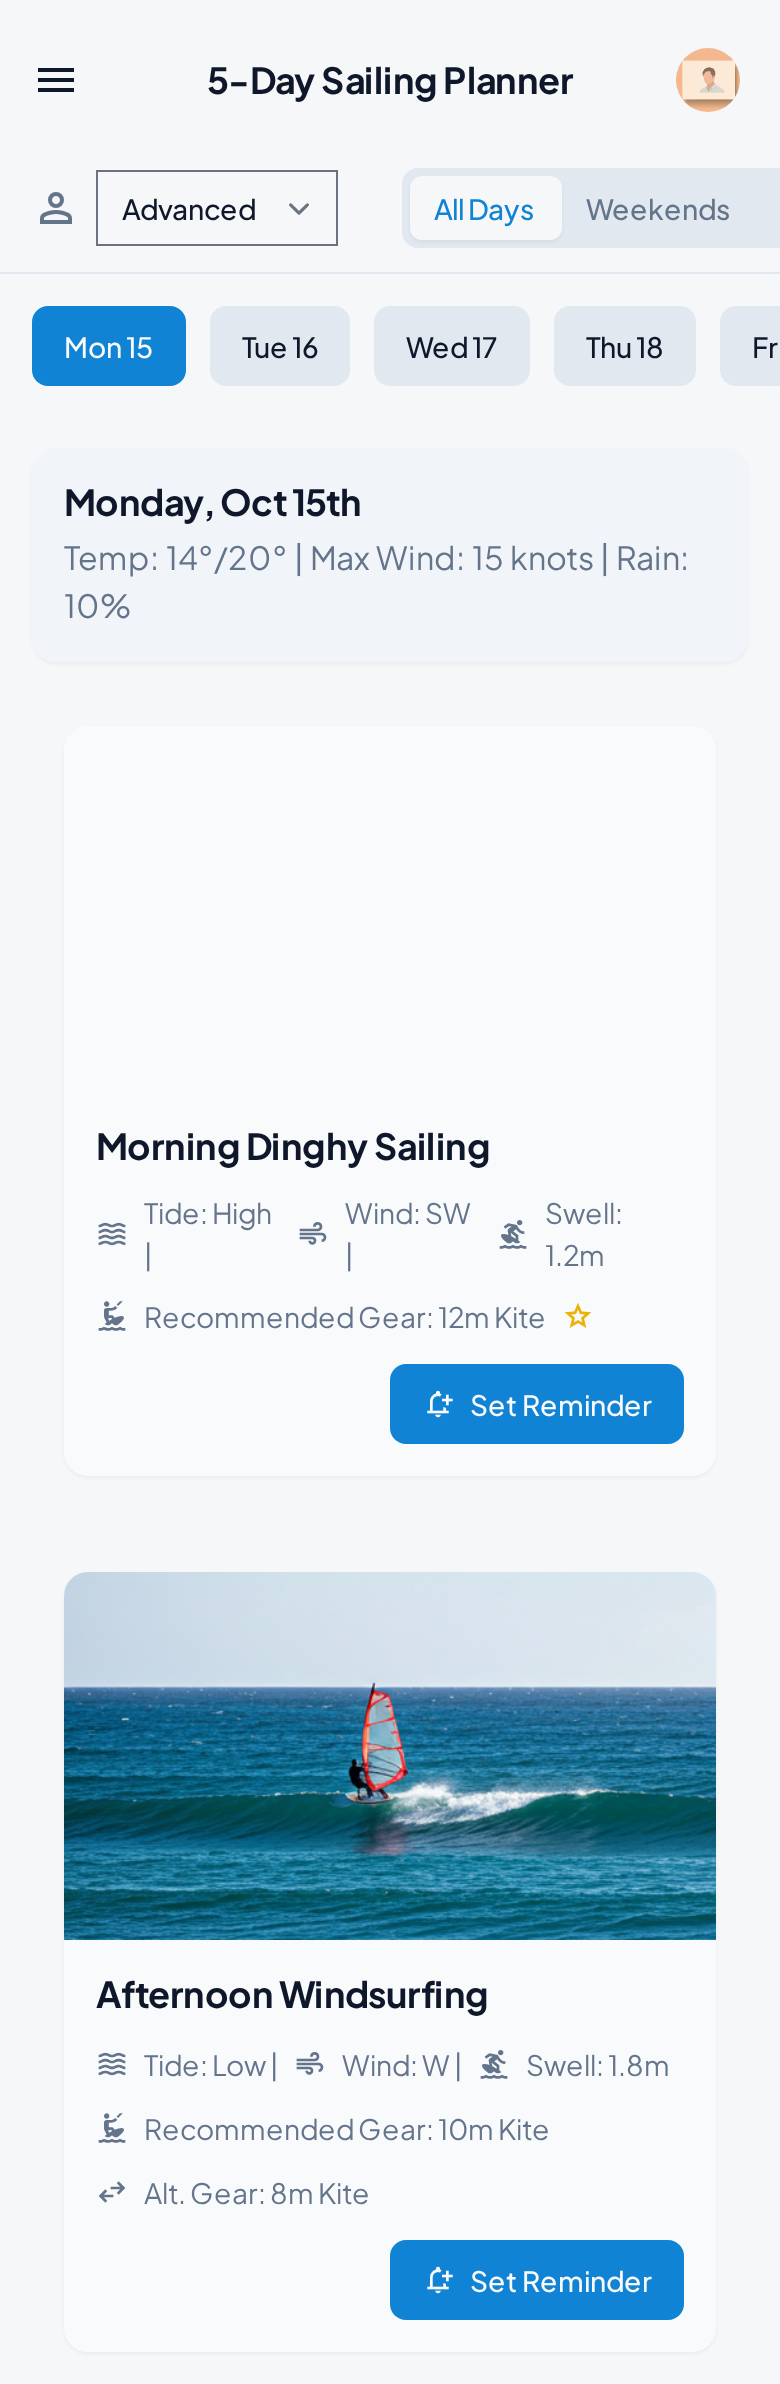 5-Day Sailing Planner
Advanced
All Days
Weekends
Mon 15
Tue 16
Wed 17
Thu 18
Fr
Monday, Oct 15th
Temp: 14°/20° | Max Wind: 15 knots | Rain:
10%
Morning Dinghy Sailing
Tide: High
|
Wind: SW
|
Swell:
1.2m
Recommended Gear: 12m Kite
Set Reminder
Afternoon Windsurfing
Tide: Low |
Wind: W |
Swell: 1.8m
Recommended Gear: 10m Kite
Alt. Gear: 8m Kite
Set Reminder